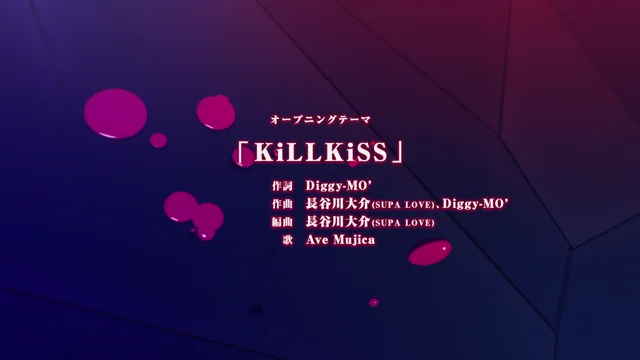 オープニングテーマ
「KiLLKiSS」
作詞 Diggy-MO'
作曲 長谷川大介(SUPA LOVE)、Diggy-MO'
編曲 長谷川大介(SUPA LOVE)
歌 Ave Mujica